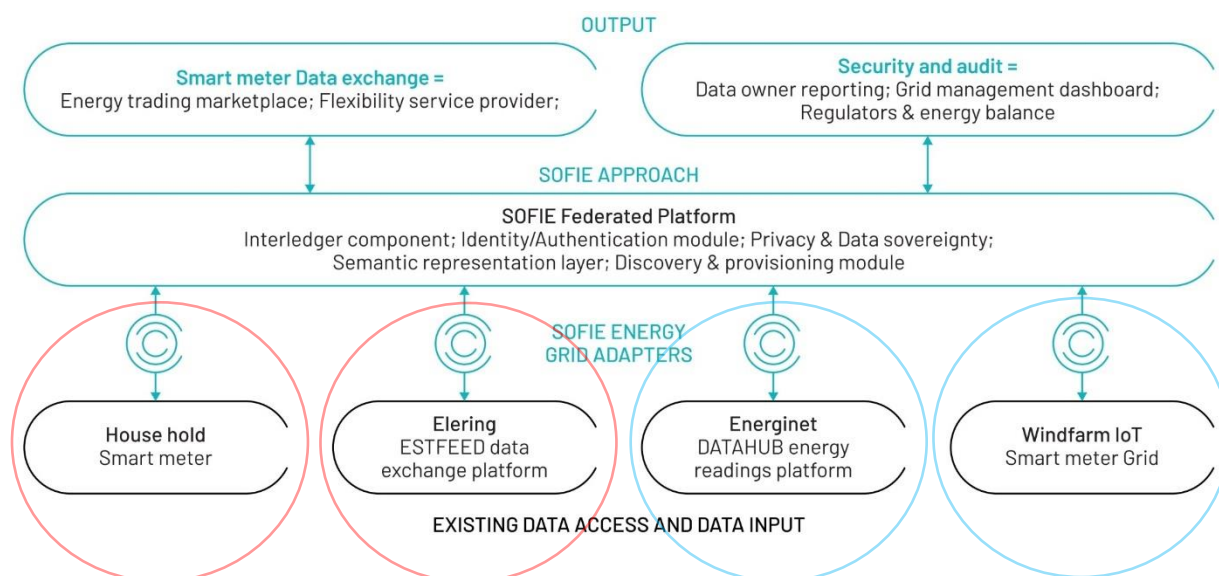 OUTPUT
Smart meter Data exchange =
Energy trading marketplace; Flexibility service provider;
Security and audit =
Data owner reporting; Grid management dashboard;
Regulators & energy balance
SOFIE APPROACH
SOFIE Federated Platform
Interledger component; Identity/Authentication module; Privacy & Data sovereignty;
Semantic representation layer; Discovery & provisioning module
SOFIE ENERGY
GRID ADAPTERS
House hold
Smart meter
Elering
ESTFEED data
exchange platform
Energinet
DATAHUB energy
readings platform
Windfarm IoT
Smart meter Grid
EXISTING DATA ACCESS AND DATA INPUT